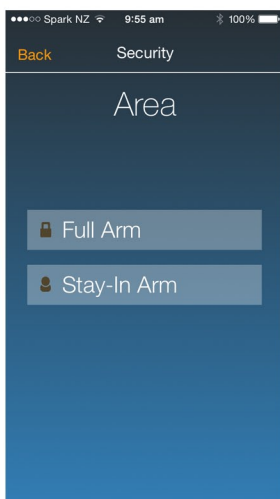 Spark NZ 9:55 am 100%
Back Security
Area
Full Arm
Stay-In Arm